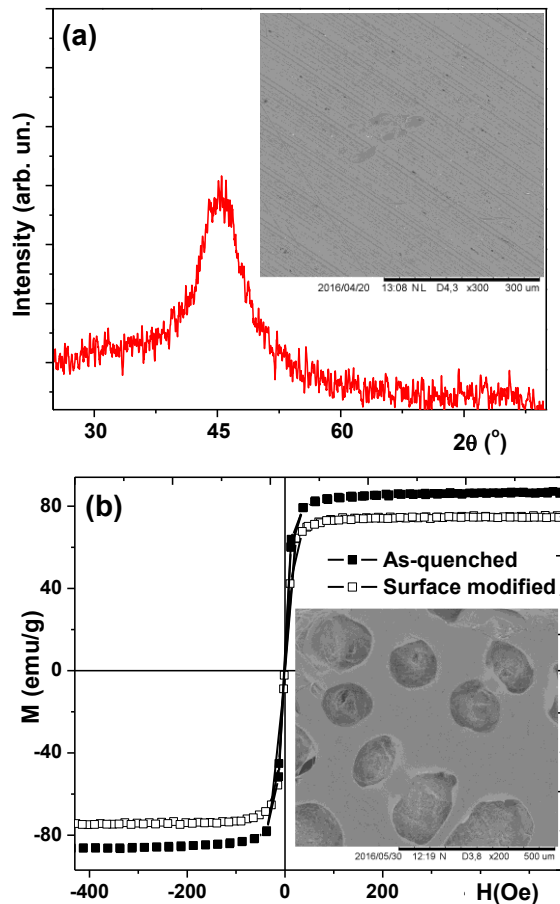 (a)
Intensity (arb. un.)
2016/04/20 13:08 NL D4,3 x300 300 um
30 45 60 2θ (°)
(b)
80
40
0
-40
-80
M (emu/g)
As-quenched
Surface modified
2016/05/30 12:19 N D3,8 x200 500 um
-400 -200 0 200 H(Oe)